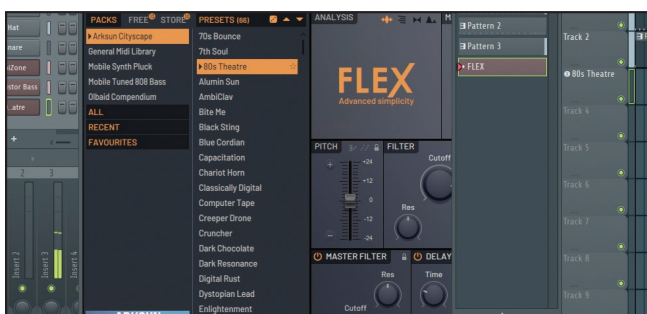 Hat
nare
iZone
stor Bass
...atre
2 3
Insert 2
Insert 3
Insert 4
PACKS FREE STORE
Arksun Cityscape
General Midi Library
Mobile Synth Pluck
Mobile Tuned 808 Bass
Olbaid Compendium
ALL
RECENT
FAVOURITES
PRESETS (66)
70s Bounce
7th Soul
80s Theatre
Alumin Sun
AmbiClav
Bite Me
Black Sting
Blue Cordian
Capacitation
Chariot Horn
Classically Digital
Computer Tape
Creeper Drone
Cruncher
Dark Chocolate
Dark Resonance
Digital Rust
Dystopian Lead
Enlightenment
ANALYSIS
M
FLEX
Advanced simplicity
PITCH
+24
+12
0
-12
-24
FILTER
Cutoff
Res
MASTER FILTER
Res
Cutoff
DELAY
Time
Pattern 2
Pattern 3
FLEX
Track 2
80s Theatre
Track 4
Track 5
Track 6
Track 7
Track 8
Track 9